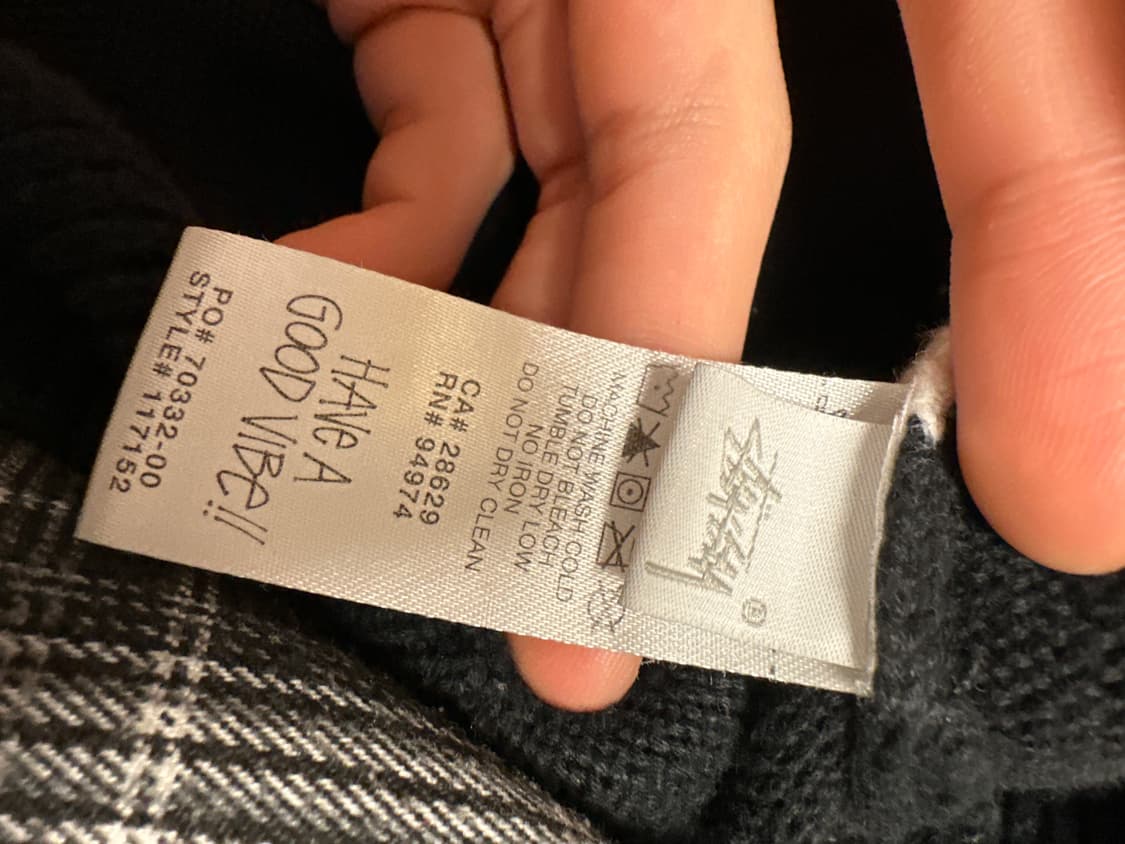 MACHINE WASH COLD
DO NOT BLEACH
TUMBLE DRY LOW
NO IRON
DO NOT DRY CLEAN
CA# 28629
RN# 94974
HAVE A
GOOD VIBE!!
PO# 70332-00
STYLE# 117152
®